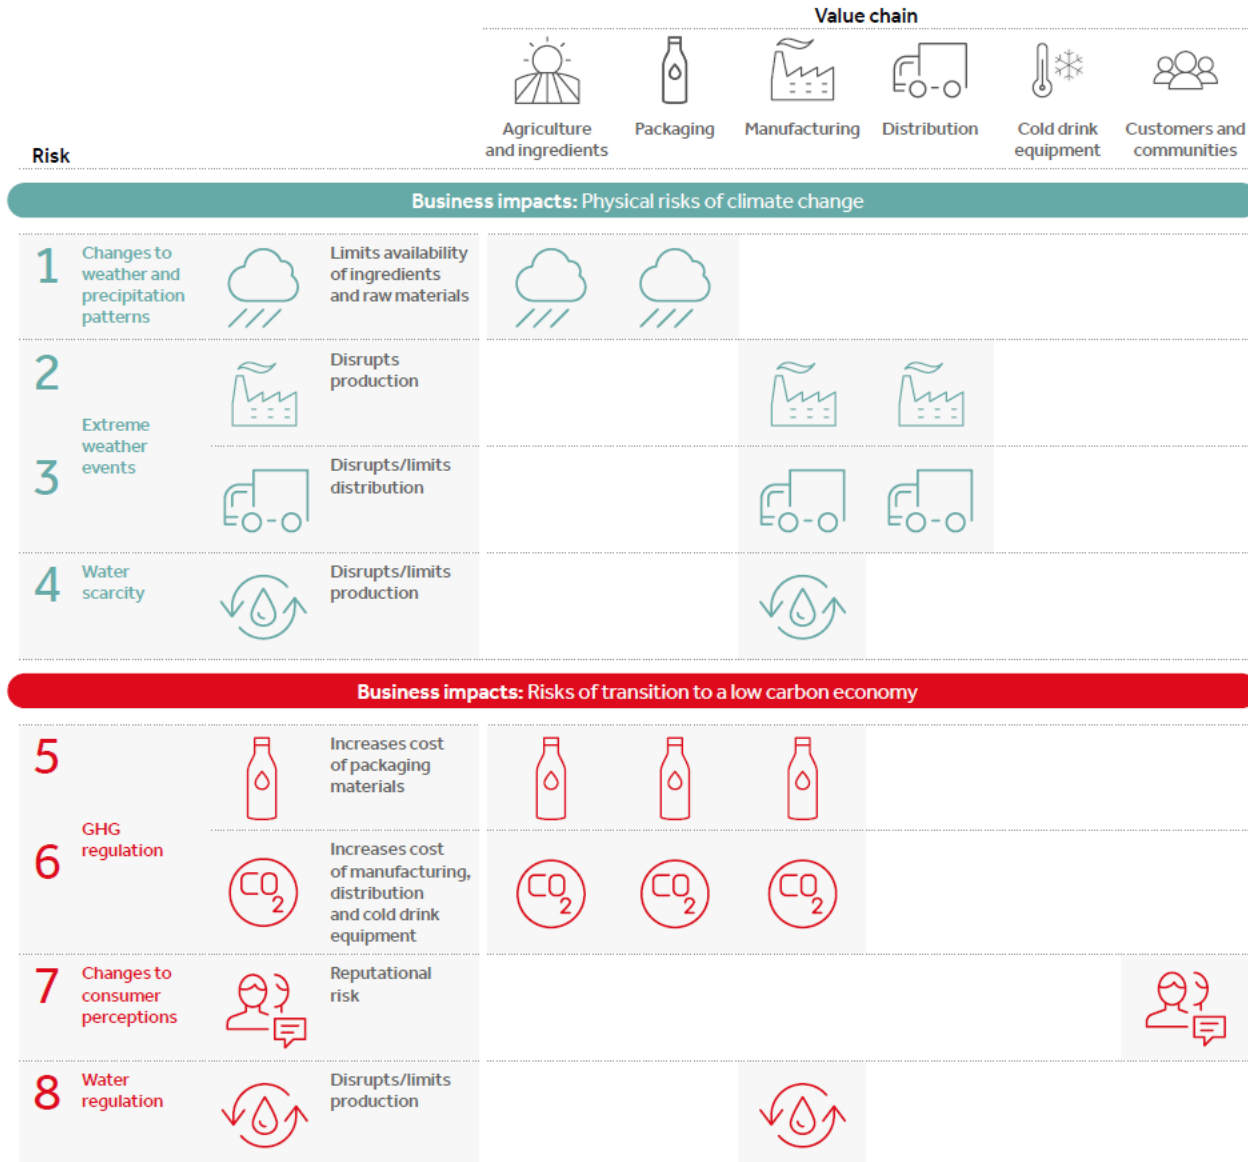 Value chain
Agriculture
and ingredients
Packaging
Manufacturing
Distribution
Cold drink
equipment
Customers and
communities
Risk
Business impacts: Physical risks of climate change
1
Changes to
weather and
precipitation
patterns
Limits availability
of ingredients
and raw materials
2
Disrupts
production
Extreme
weather
events
3
Disrupts/limits
distribution
4
Water
scarcity
Disrupts/limits
production
Business impacts: Risks of transition to a low carbon economy
5
Increases cost
of packaging
materials
GHG
regulation
6
CO2
Increases cost
of manufacturing,
distribution
and cold drink
equipment
CO2
CO2
CO2
7
Changes to
consumer
perceptions
Reputational
risk
8
Water
regulation
Disrupts/limits
production